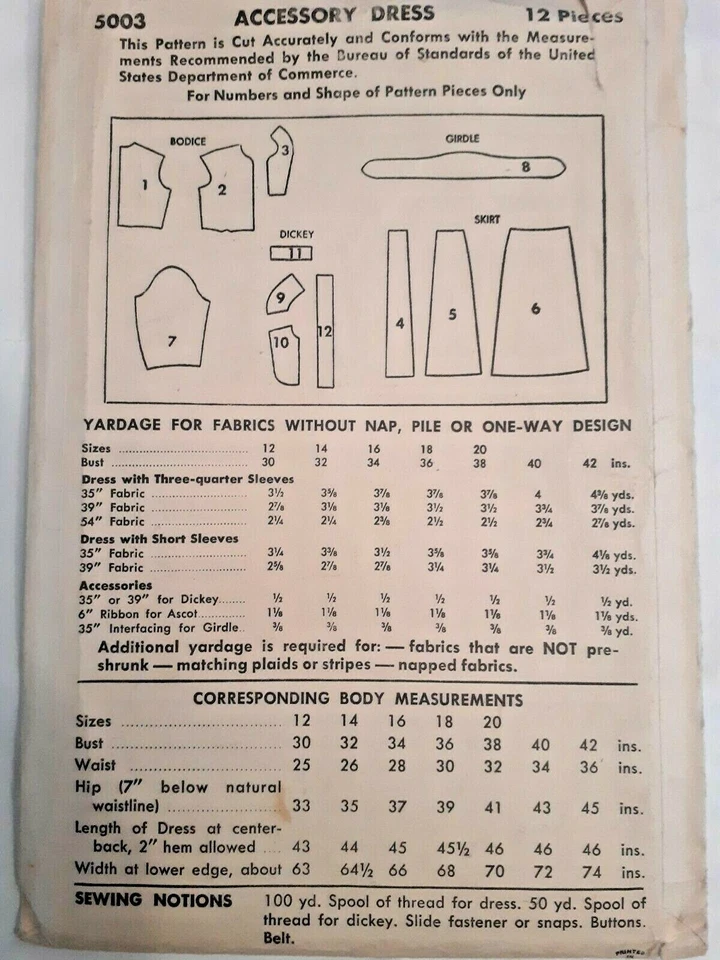 5003 ACCESSORY DRESS 12 Pieces
This Pattern is Cut Accurately and Conforms with the Measure-
ments Recommended by the Bureau of Standards of the United
States Department of Commerce.
For Numbers and Shape of Pattern Pieces Only
BODICE
1
2
3
GIRDLE
8
SKIRT
4
5
6
DICKEY
11
9
10
12
7
YARDAGE FOR FABRICS WITHOUT NAP, PILE OR ONE-WAY DESIGN
Sizes 12 14 16 18 20
Bust 30 32 34 36 38 40 42 ins.
Dress with Three-quarter Sleeves
35" Fabric 3½ 3⅝ 3⅞ 3⅞ 3⅞ 4 4⅜ yds.
39" Fabric 2⅞ 3⅛ 3⅛ 3½ 3½ 3¾ 3⅞ yds.
54" Fabric 2¼ 2¼ 2⅜ 2½ 2½ 2¾ 2⅞ yds.
Dress with Short Sleeves
35" Fabric 3¼ 3⅜ 3½ 3⅝ 3⅝ 3¾ 4⅛ yds.
39" Fabric 2⅝ 2⅞ 2⅞ 3¼ 3¼ 3½ 3½ yds.
Accessories
35" or 39" for Dickey ½ ½ ½ ½ ½ ½ ½ yd.
6" Ribbon for Ascot 1⅛ 1⅛ 1⅛ 1⅛ 1⅛ 1⅛ 1⅛ yds.
35" Interfacing for Girdle ⅜ ⅜ ⅜ ⅜ ⅜ ⅜ ⅜ yd.
Additional yardage is required for: — fabrics that are NOT pre-
shrunk — matching plaids or stripes — napped fabrics.
CORRESPONDING BODY MEASUREMENTS
Sizes 12 14 16 18 20
Bust 30 32 34 36 38 40 42 ins.
Waist 25 26 28 30 32 34 36 ins.
Hip (7" below natural
waistline) 33 35 37 39 41 43 45 ins.
Length of Dress at center-
back, 2" hem allowed 43 44 45 45½ 46 46 46 ins.
Width at lower edge, about 63 64½ 66 68 70 72 74 ins.
SEWING NOTIONS 100 yd. Spool of thread for dress. 50 yd. Spool of
thread for dickey. Slide fastener or snaps. Buttons.
Belt.
PRINTED